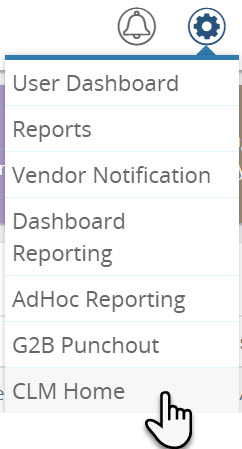 User Dashboard
Reports
Vendor Notification
Dashboard
Reporting
AdHoc Reporting
G2B Punchout
CLM Home